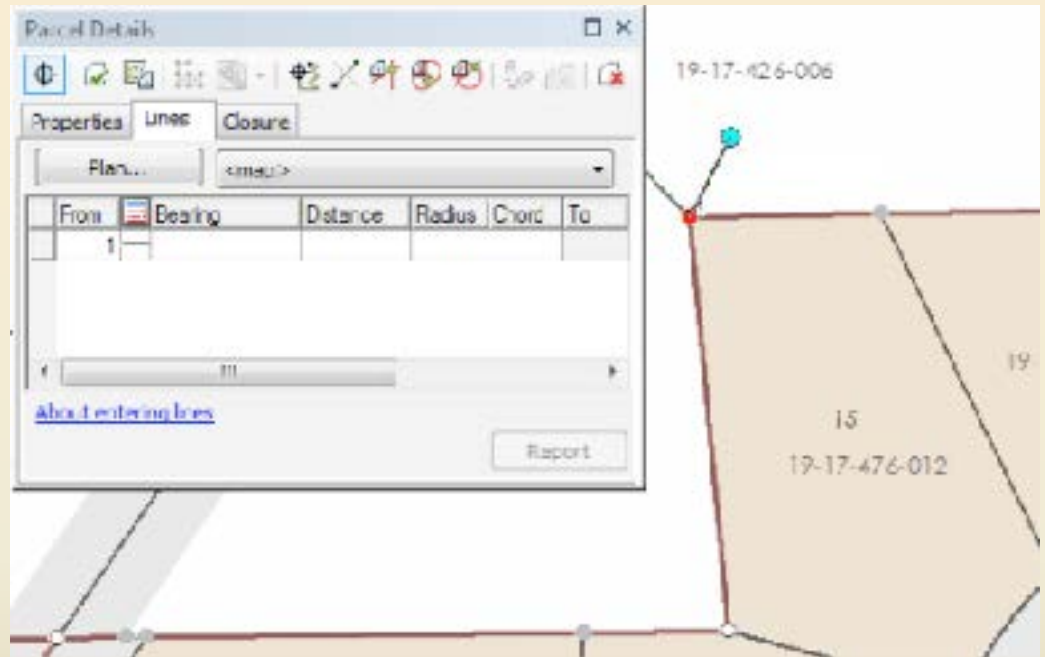 Parcel Details
Properties Lines Closure
Plan... <map>
From Bearing Distance Radius Chord To
1
About entering lines
Report
19-17-426-006
19
15
19-17-476-012